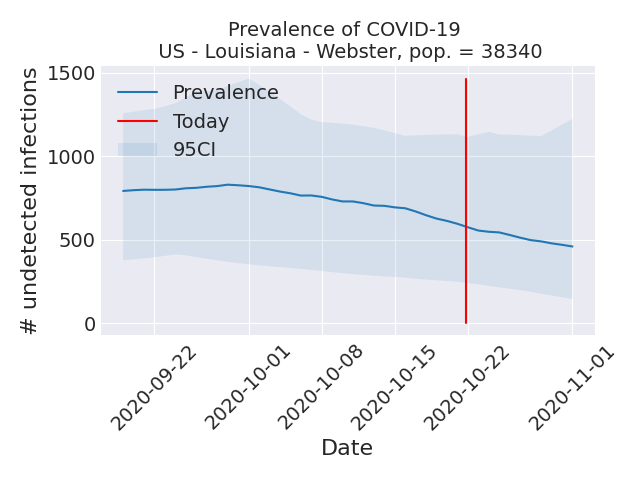 Prevalence of COVID-19
US - Louisiana - Webster, pop. = 38340
# undetected infections
1500
1000
500
0
Prevalence
Today
95CI
2020-09-22
2020-10-01
2020-10-08
2020-10-15
2020-10-22
2020-11-01
Date